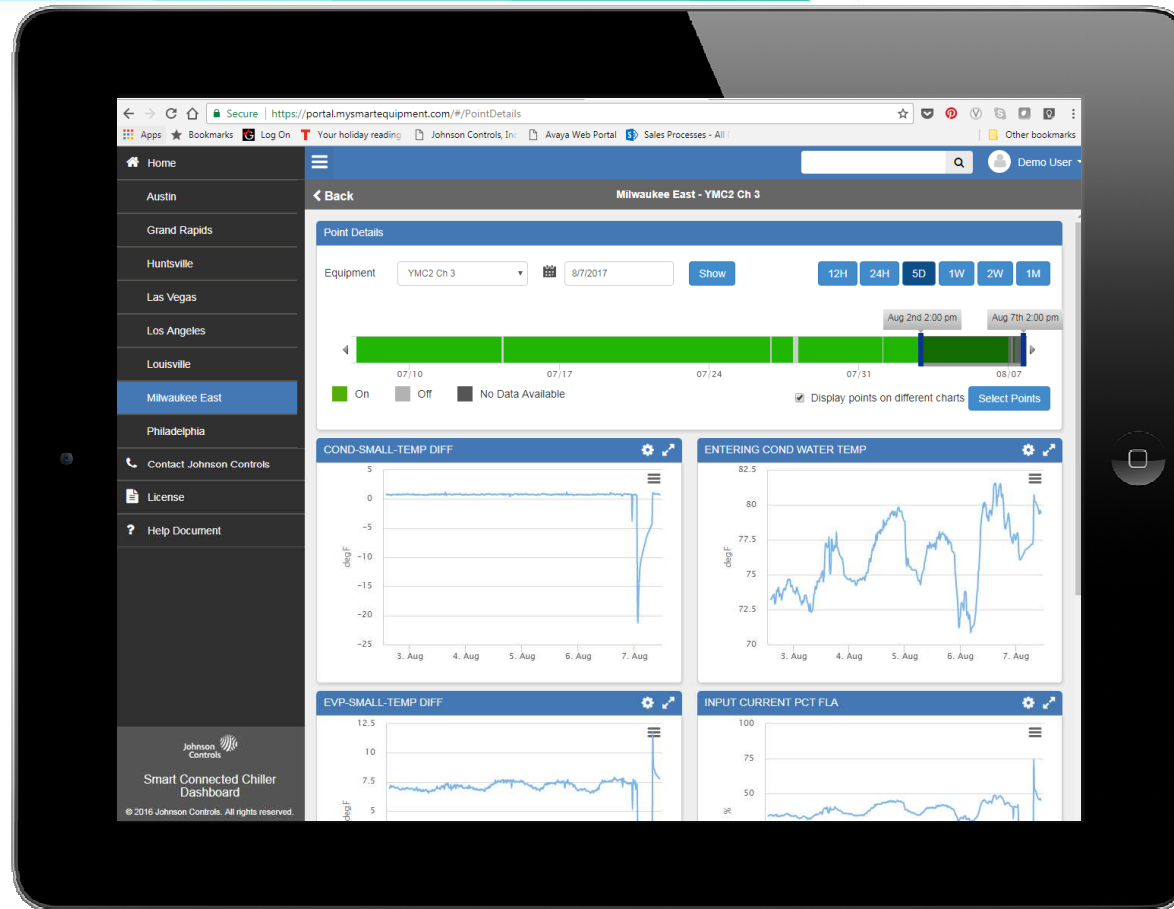 Secure | https://portal.mysmartequipment.com/#/PointDetails
Apps Bookmarks Log On Your holiday reading Johnson Controls, Inc Avaya Web Portal Sales Processes - All Other bookmarks
Home
Demo User
Austin
Grand Rapids
Huntsville
Las Vegas
Los Angeles
Louisville
Milwaukee East
Philadelphia
Contact Johnson Controls
License
Help Document
Johnson
Controls
Smart Connected Chiller
Dashboard
© 2016 Johnson Controls. All rights reserved.
Back Milwaukee East - YMC2 Ch 3
Point Details
Equipment YMC2 Ch 3 8/7/2017 Show 12H 24H 5D 1W 2W 1M
Aug 2nd 2:00 pm Aug 7th 2:00 pm
07/10 07/17 07/24 07/31 08/07
On Off No Data Available Display points on different charts Select Points
COND-SMALL-TEMP DIFF
5
0
-5
-10
-15
-20
-25
degF
3. Aug 4. Aug 5. Aug 6. Aug 7. Aug
ENTERING COND WATER TEMP
82.5
80
77.5
75
72.5
70
degF
3. Aug 4. Aug 5. Aug 6. Aug 7. Aug
EVP-SMALL-TEMP DIFF
12.5
10
7.5
5
degF
INPUT CURRENT PCT FLA
100
75
50
%